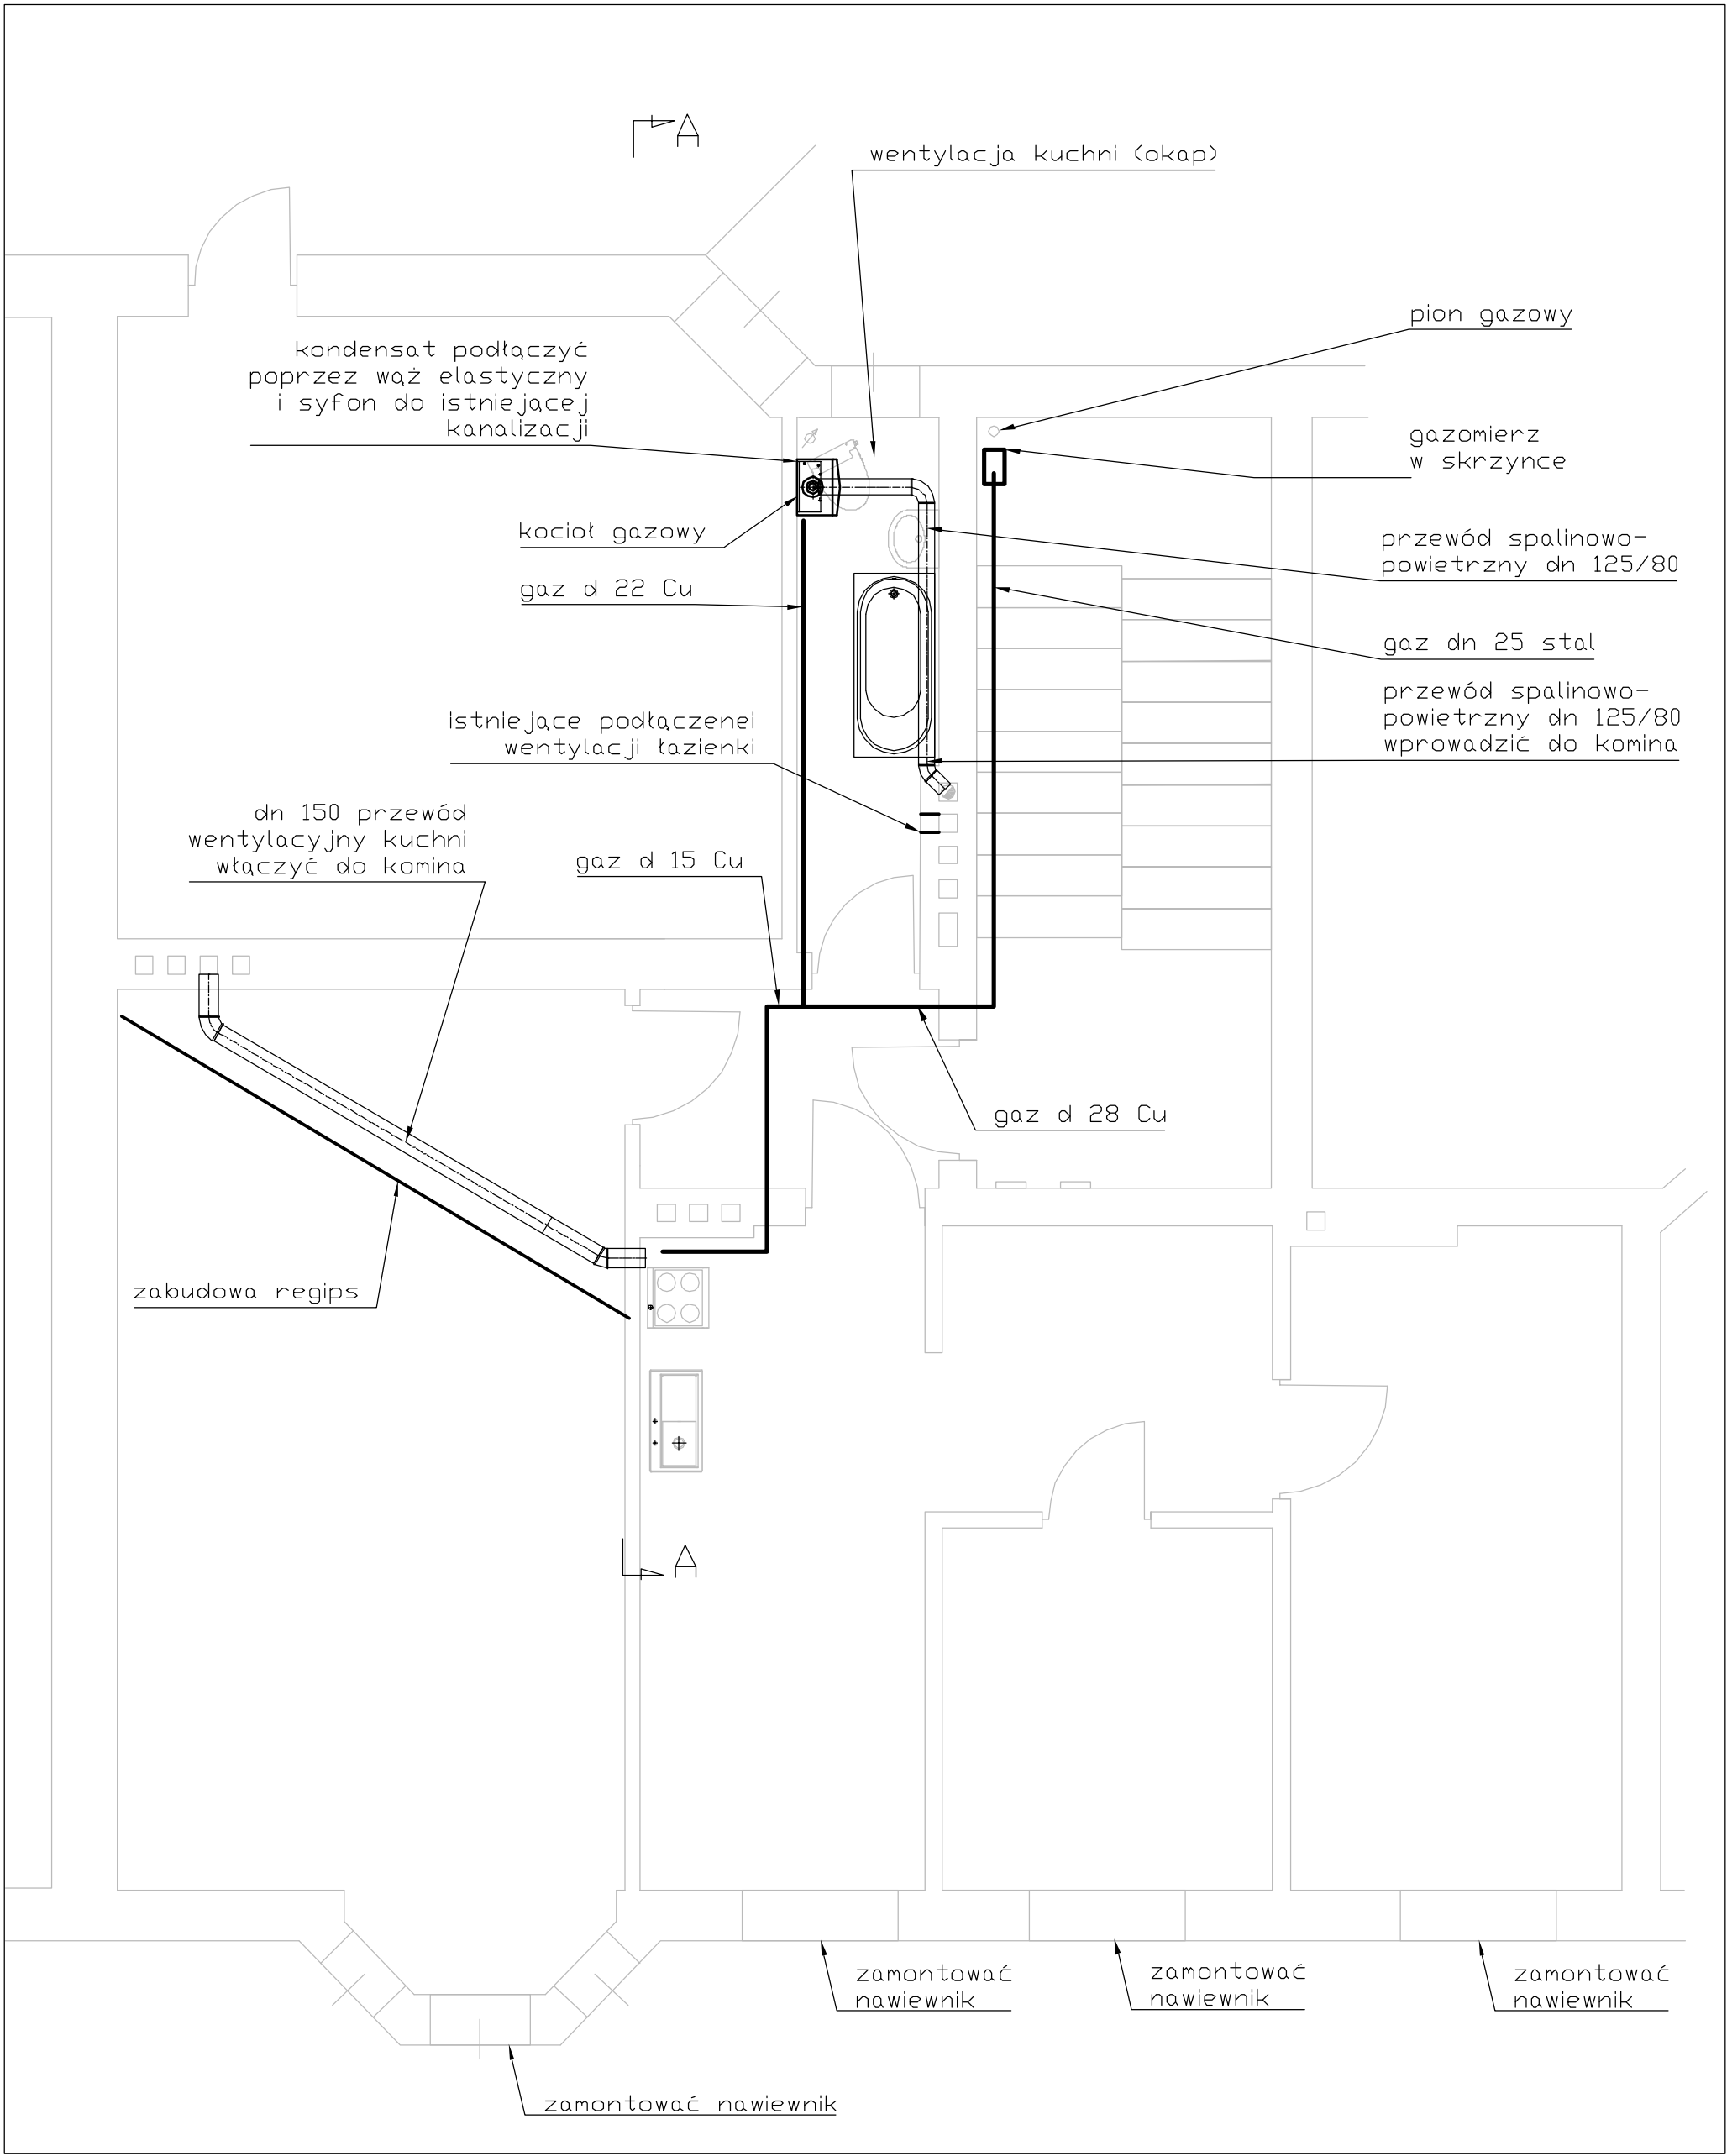 A
wentylacja kuchni (okap)
pion gazowy
kondensat podłączyć
poprzez wąż elastyczny
i syfon do istniejącej
kanalizacji
gazomierz
w skrzynce
kocioł gazowy
przewód spalinowo-
powietrzny dn 125/80
gaz d 22 Cu
gaz dn 25 stal
przewód spalinowo-
powietrzny dn 125/80
wprowadzić do komina
istniejące podłączenei
wentylacji łazienki
dn 150 przewód
wentylacyjny kuchni
włączyć do komina
gaz d 15 Cu
gaz d 28 Cu
zabudowa regips
A
zamontować
nawiewnik
zamontować
nawiewnik
zamontować
nawiewnik
zamontować nawiewnik